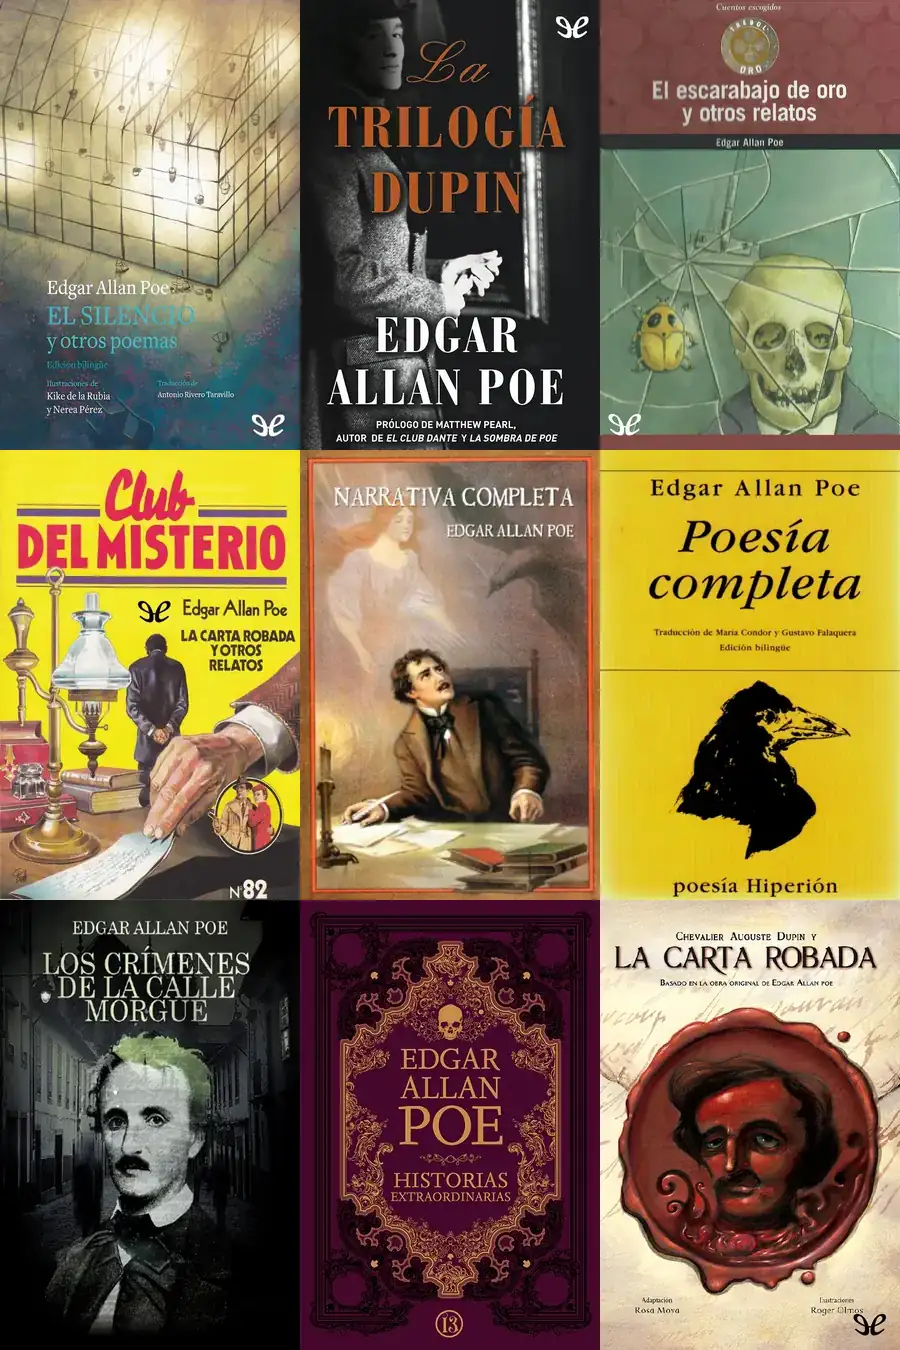 Edgar Allan Poe
EL SILENCIO
y otros poemas
Edición bilingüe
Ilustraciones de
Kike de la Rubia
y Nerea Pérez
Traducción de
Antonio Rivero Taravillo
La
TRILOGÍA
DUPIN
EDGAR
ALLAN POE
PRÓLOGO DE MATTHEW PEARL,
AUTOR DE EL CLUB DANTE Y LA SOMBRA DE POE
Cuentos escogidos
TRÉBOL
ORO
El escarabajo de oro
y otros relatos
Edgar Allan Poe
Club
DEL MISTERIO
Edgar Allan Poe
LA CARTA ROBADA
Y OTROS
RELATOS
Nº 82
NARRATIVA COMPLETA
EDGAR ALLAN POE
Edgar Allan Poe
Poesía
completa
Traducción de María Condor y Gustavo Falaquera
Edición bilingüe
poesía Hiperión
EDGAR ALLAN POE
LOS CRÍMENES
DE LA CALLE
MORGUE
EDGAR
ALLAN
POE
HISTORIAS
EXTRAORDINARIAS
13
CHEVALIER AUGUSTE DUPIN Y
LA CARTA ROBADA
BASADO EN LA OBRA ORIGINAL DE EDGAR ALLAN POE
Adaptación
Rosa Moya
Ilustraciones
Roger Olmos